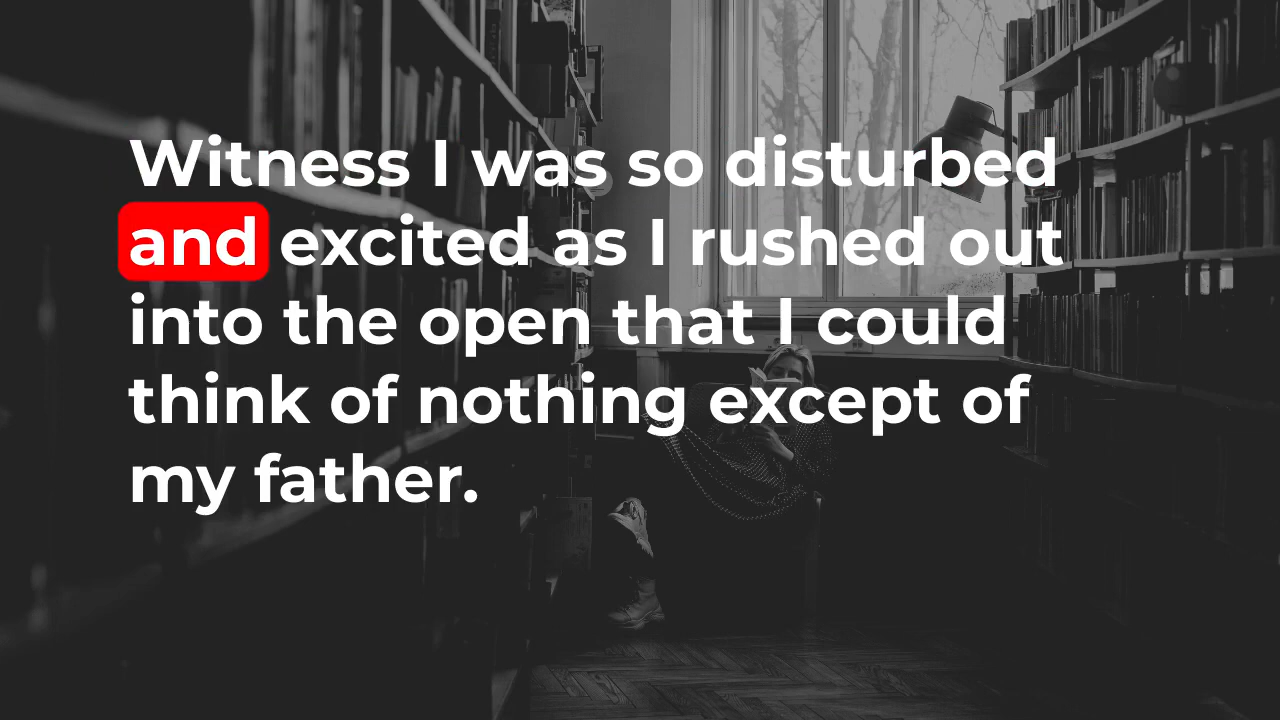 Witness I was so disturbed
and excited as I rushed out
into the open that I could
think of nothing except of
my father.